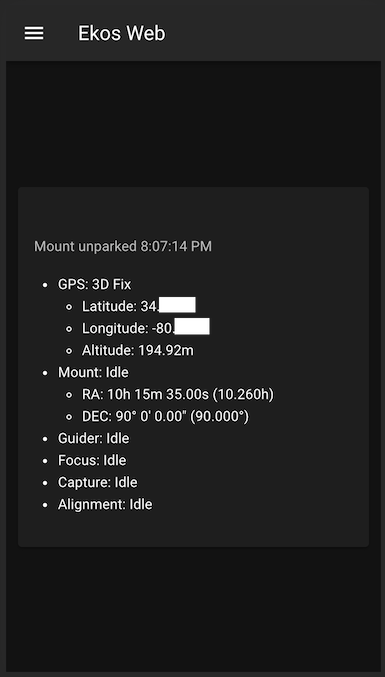 Ekos Web
Mount unparked 8:07:14 PM
GPS: 3D Fix
Latitude: 34.
Longitude: -80.
Altitude: 194.92m
Mount: Idle
RA: 10h 15m 35.00s (10.260h)
DEC: 90° 0' 0.00" (90.000°)
Guider: Idle
Focus: Idle
Capture: Idle
Alignment: Idle